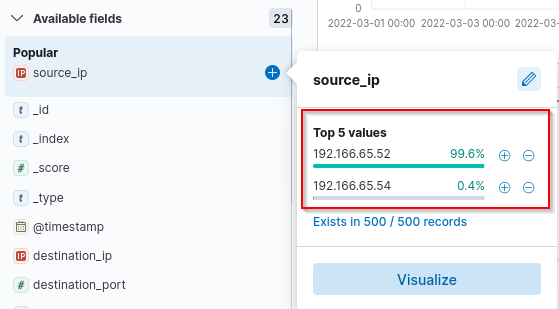 Available fields
23
Popular
source_ip
_id
_index
_score
_type
@timestamp
destination_ip
destination_port
0
2022-03-01 00:00 2022-03-03 00:00 2022-03-
source_ip
Top 5 values
192.166.65.52 99.6%
192.166.65.54 0.4%
Exists in 500 / 500 records
Visualize